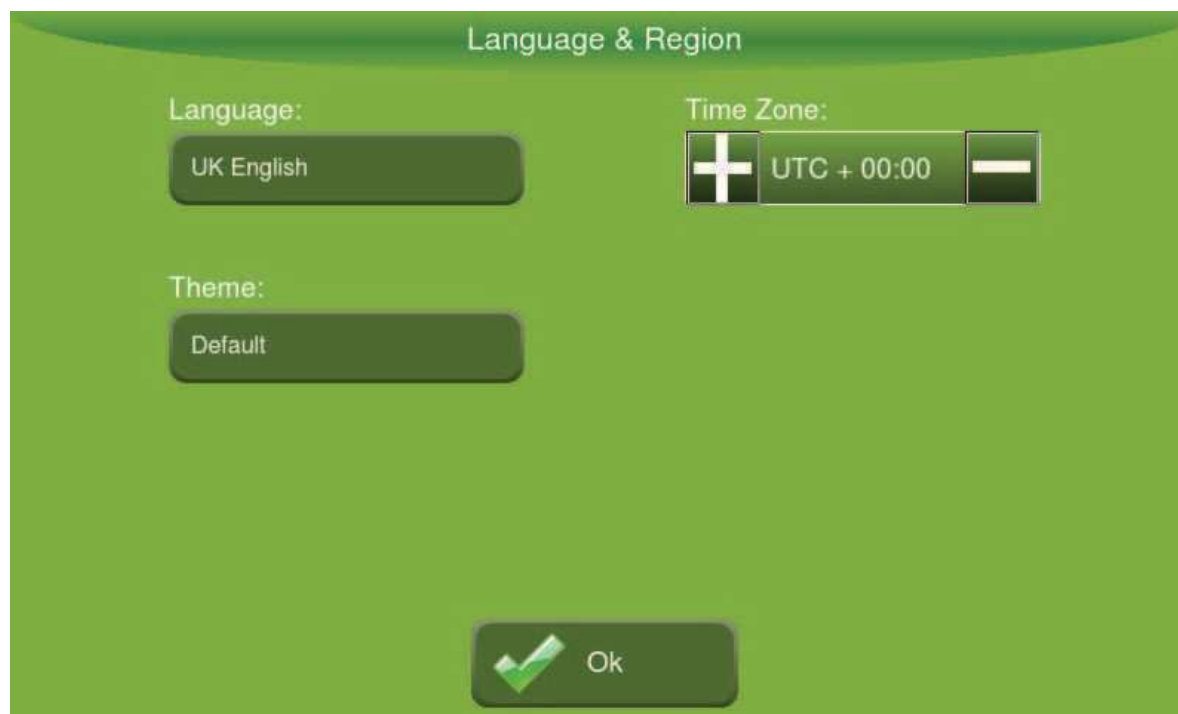 Language & Region
Language:
UK English
Time Zone:
UTC + 00:00
Theme:
Default
Ok